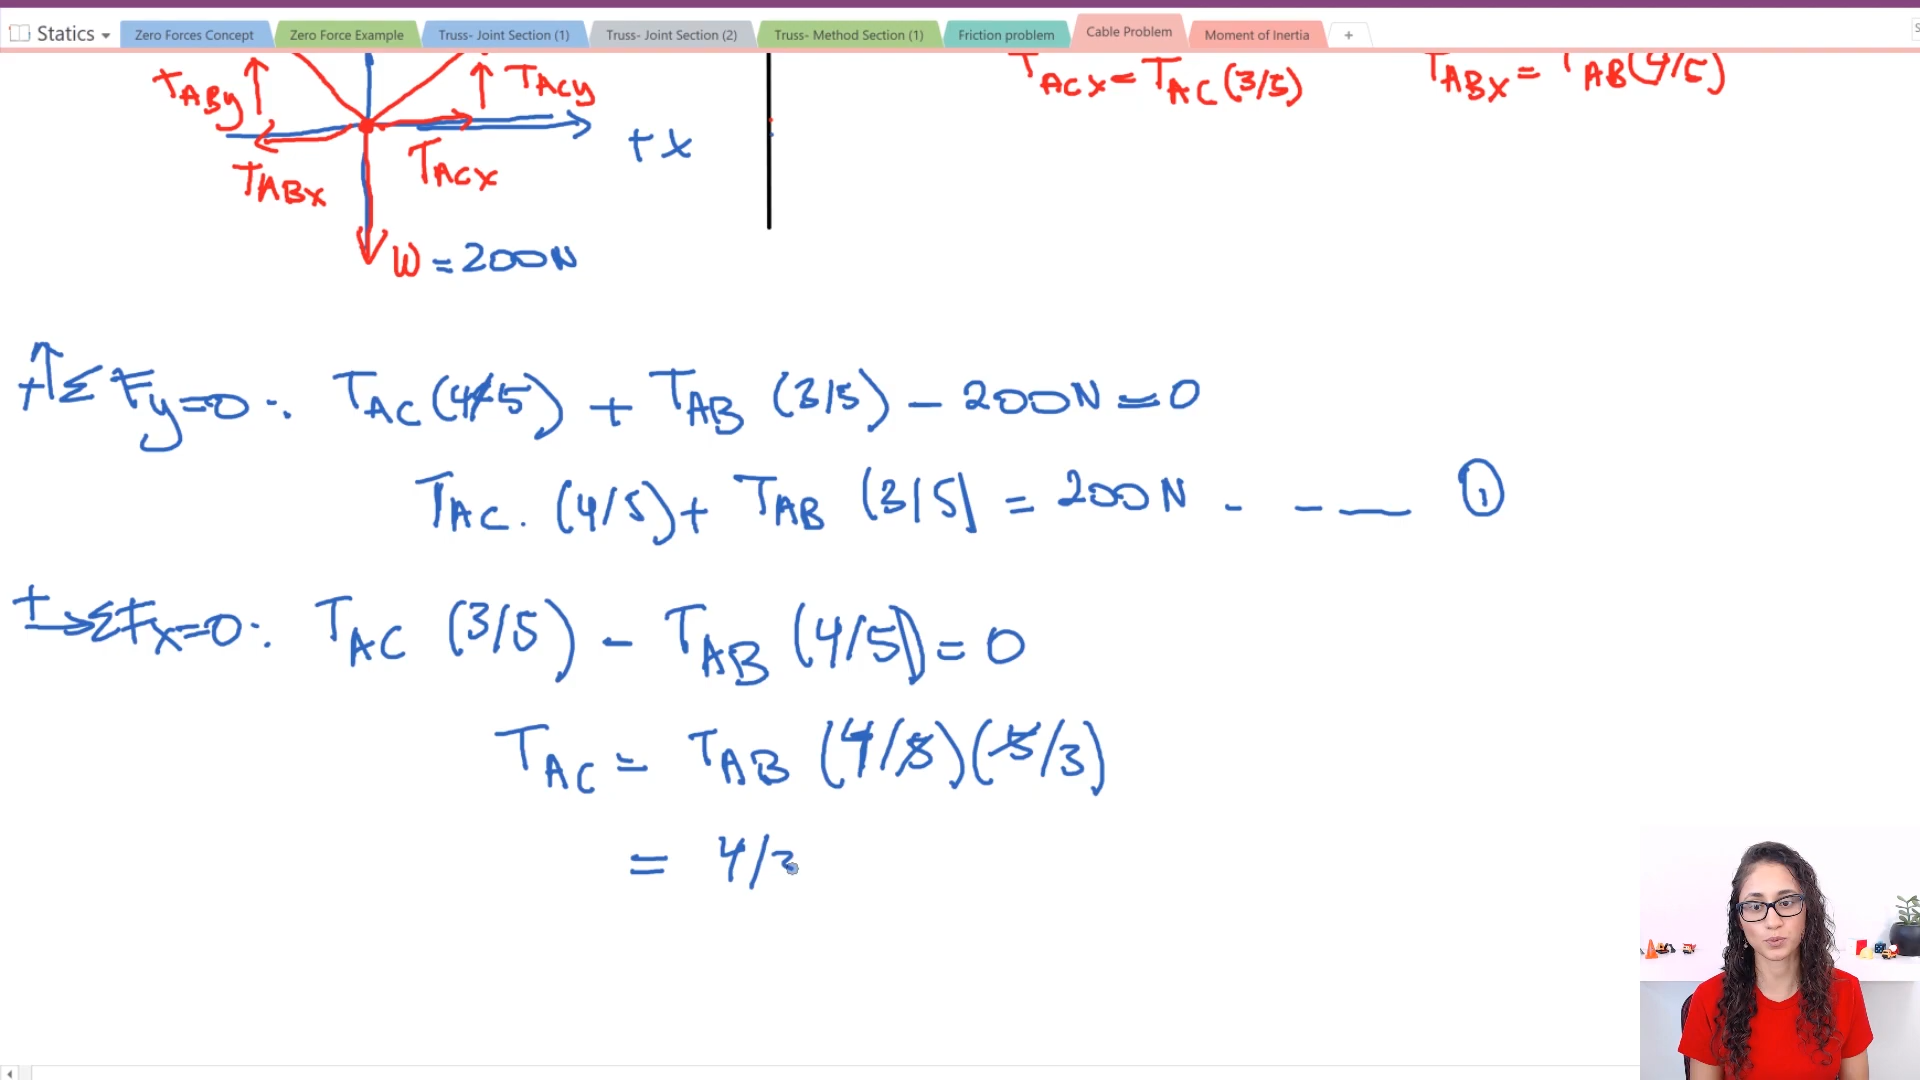 Statics
Zero Forces Concept
Zero Force Example
Truss- Joint Section (1)
Truss- Joint Section (2)
Truss- Method Section (1)
Friction problem
Cable Problem
Moment of Inertia
+
TABy
TACy
TACx = TAC (3/5)
TABx = TAB (4/5)
+x
TABx
TACx
W = 200N
+↑ΣFy=0:. TAC (4/5) + TAB (3/5) - 200N = 0
TAC. (4/5) + TAB (3/5) = 200N - - — ①
+→ΣFx=0:. TAC (3/5) - TAB (4/5) = 0
TAC = TAB (4/5)(5/3)
= 4/3